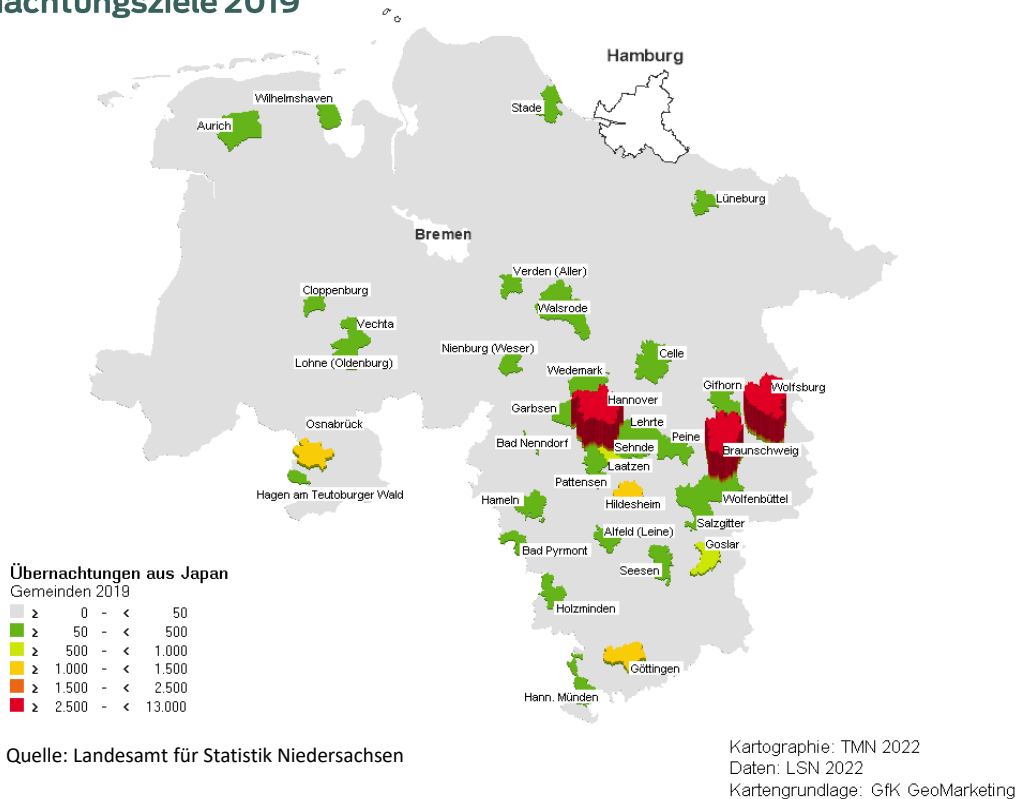 nachtungsziele 2019
Hamburg
Wilhelmshaven
Stade
Aurich
Lüneburg
Bremen
Verden (Aller)
Cloppenburg
Walsrode
Vechta
Nienburg (Weser)
Celle
Lohne (Oldenburg)
Wedemark
Gifhorn
Wolfsburg
Hannover
Garbsen
Lehrte
Osnabrück
Peine
Bad Nenndorf
Sehnde
Braunschweig
Laatzen
Pattensen
Hagen am Teutoburger Wald
Hameln
Hildesheim
Wolfenbüttel
Salzgitter
Alfeld (Leine)
Goslar
Bad Pyrmont
Seesen
Holzminden
Göttingen
Hann. Münden
Übernachtungen aus Japan
Gemeinden 2019
≥ 0 - < 50
≥ 50 - < 500
≥ 500 - < 1.000
≥ 1.000 - < 1.500
≥ 1.500 - < 2.500
≥ 2.500 - < 13.000
Quelle: Landesamt für Statistik Niedersachsen
Kartographie: TMN 2022
Daten: LSN 2022
Kartengrundlage: GfK GeoMarketing